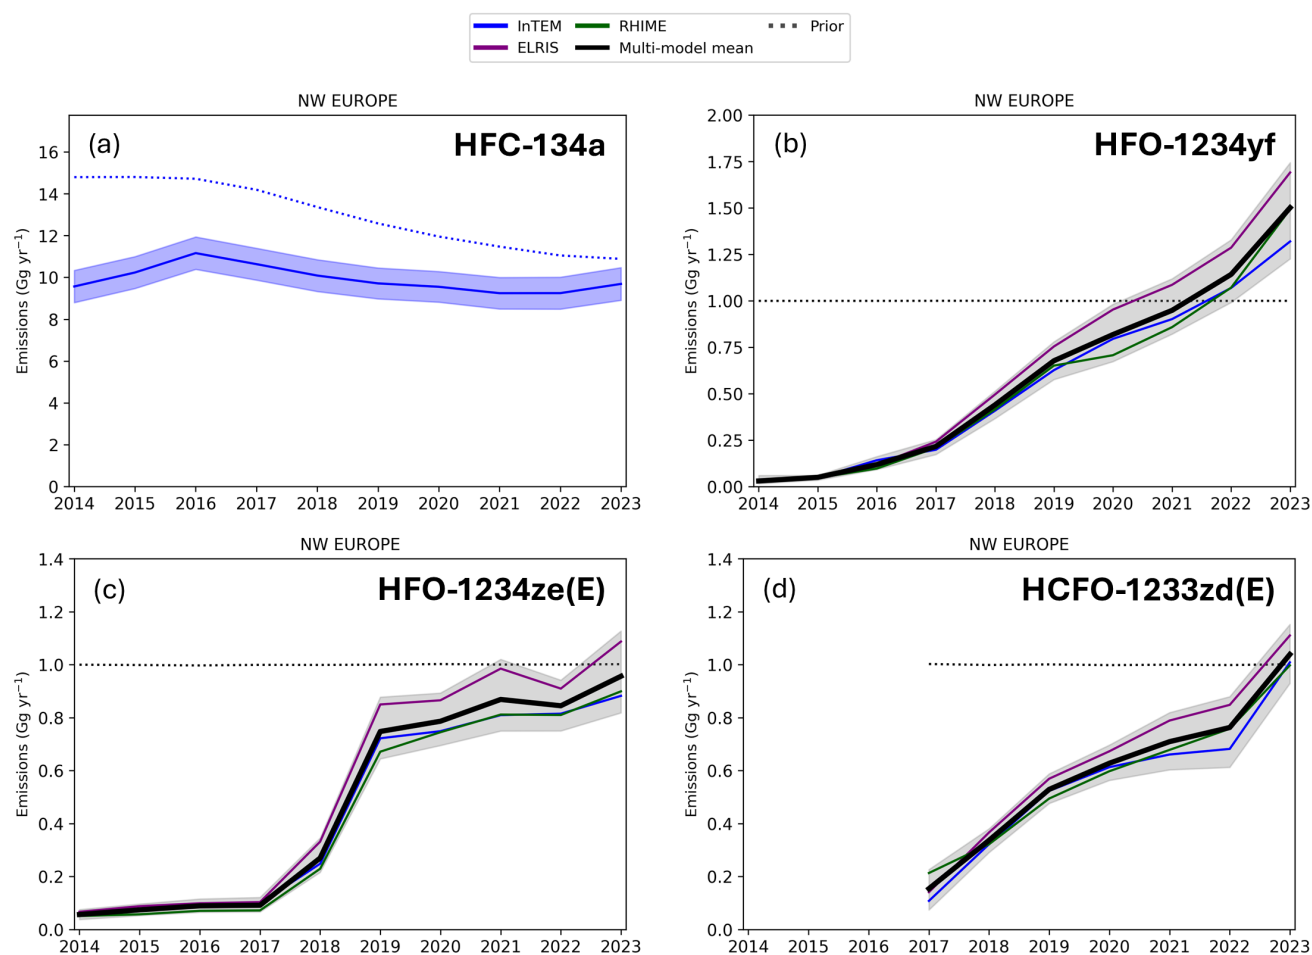 InTEM RHIME Prior
ELRIS Multi-model mean
NW EUROPE
(a) HFC-134a
Emissions (Gg yr⁻¹)
16
14
12
10
8
6
4
2
0
2014 2015 2016 2017 2018 2019 2020 2021 2022 2023
NW EUROPE
(b) HFO-1234yf
Emissions (Gg yr⁻¹)
2.00
1.75
1.50
1.25
1.00
0.75
0.50
0.25
0.00
2014 2015 2016 2017 2018 2019 2020 2021 2022 2023
NW EUROPE
(c) HFO-1234ze(E)
Emissions (Gg yr⁻¹)
1.4
1.2
1.0
0.8
0.6
0.4
0.2
0.0
2014 2015 2016 2017 2018 2019 2020 2021 2022 2023
NW EUROPE
(d) HCFO-1233zd(E)
Emissions (Gg yr⁻¹)
1.4
1.2
1.0
0.8
0.6
0.4
0.2
0.0
2014 2015 2016 2017 2018 2019 2020 2021 2022 2023